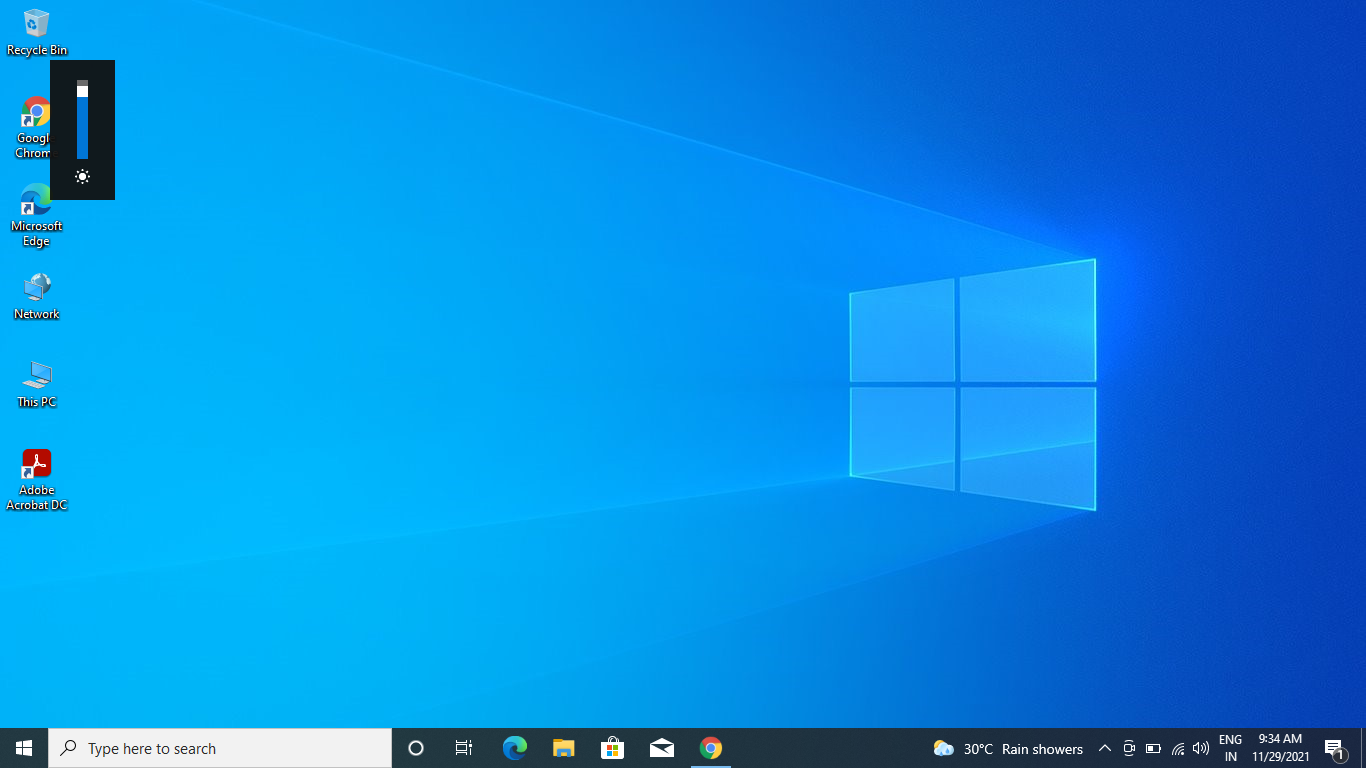 Recycle Bin
Googl
Chrom
Microsoft
Edge
Network
This PC
Adobe
Acrobat DC
Type here to search
30°C Rain showers
ENG
IN
9:34 AM
11/29/2021
1